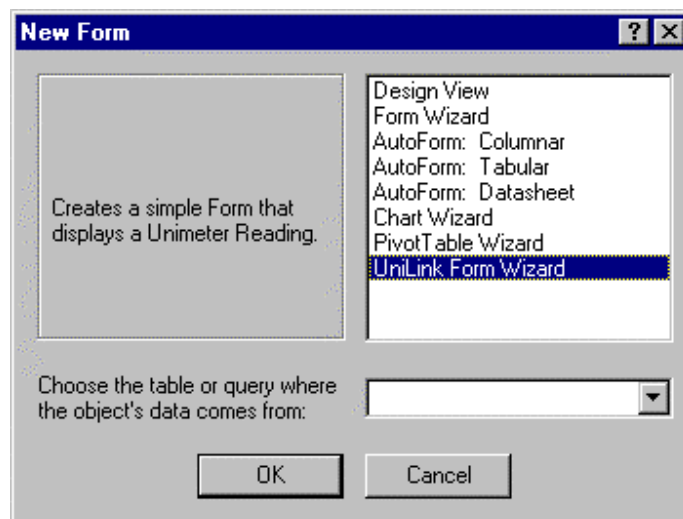 New Form
Creates a simple Form that
displays a Unimeter Reading.
Design View
Form Wizard
AutoForm: Columnar
AutoForm: Tabular
AutoForm: Datasheet
Chart Wizard
PivotTable Wizard
UniLink Form Wizard
Choose the table or query where
the object's data comes from:
OK
Cancel